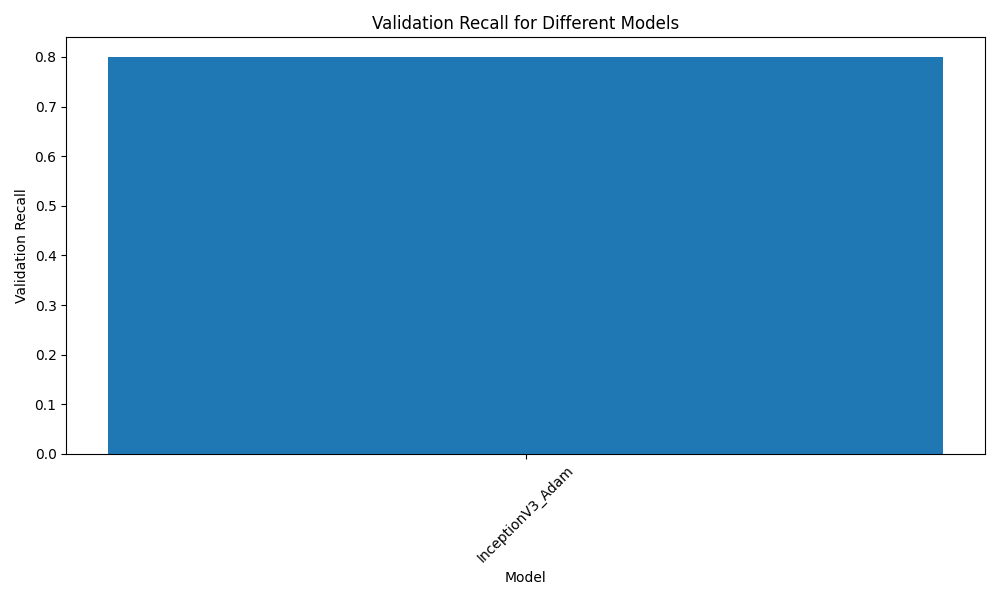 Validation Recall for Different Models
Validation Recall
0.8
0.7
0.6
0.5
0.4
0.3
0.2
0.1
0.0
InceptionV3_Adam
Model